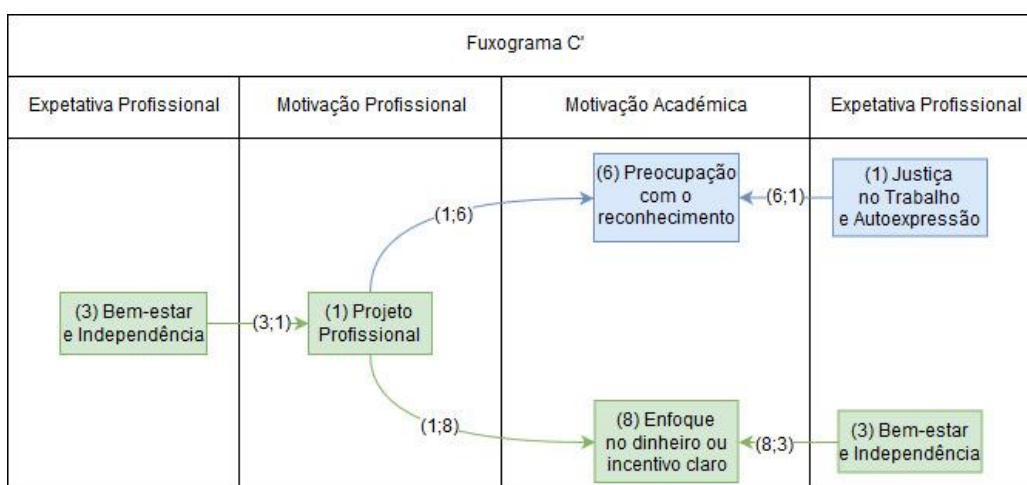 Fuxograma C'
Expetativa Profissional
Motivação Profissional
Motivação Académica
Expetativa Profissional
(6) Preocupação
com o
reconhecimento
(1) Justiça
no Trabalho
e Autoexpressão
(6;1)
(1;6)
(3) Bem-estar
e Independência
(3;1)
(1) Projeto
Profissional
(1;8)
(8) Enfoque
no dinheiro ou
incentivo claro
(8;3)
(3) Bem-estar
e Independência